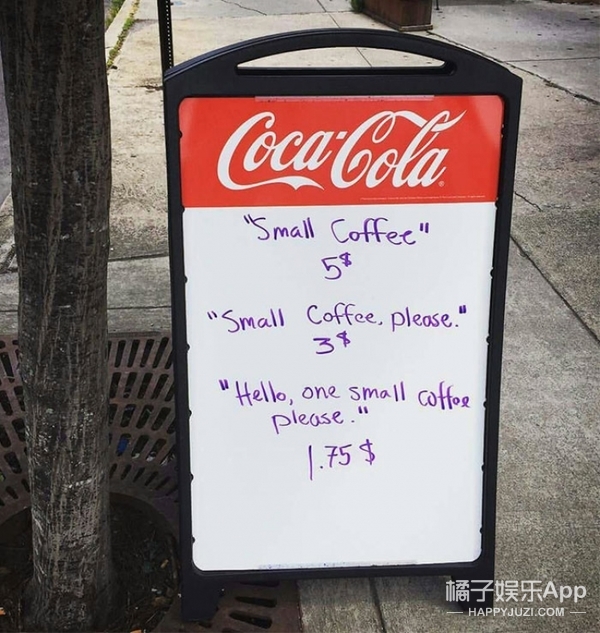 Coca-Cola
"Small Coffee"
5$
"Small Coffee, please."
3$
"Hello, one small coffee
please."
1.75$
橘子娱乐App
HAPPYJUZI.COM